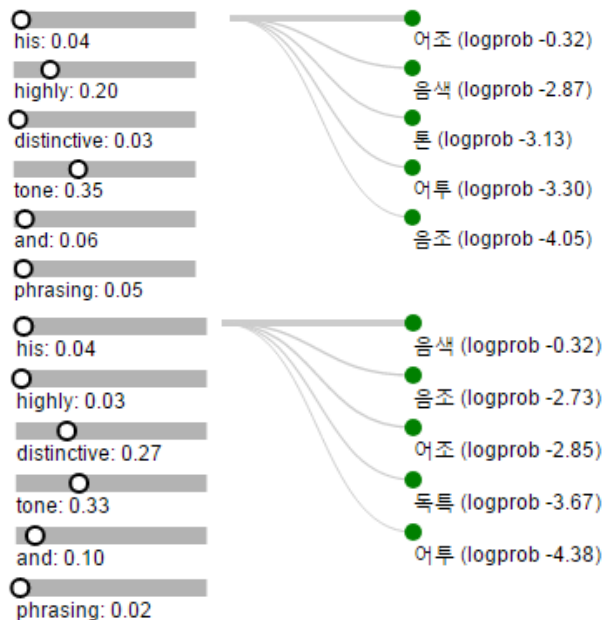 his: 0.04
highly: 0.20
distinctive: 0.03
tone: 0.35
and: 0.06
phrasing: 0.05
어조 (logprob -0.32)
음색 (logprob -2.87)
톤 (logprob -3.13)
어투 (logprob -3.30)
음조 (logprob -4.05)
his: 0.04
highly: 0.03
distinctive: 0.27
tone: 0.33
and: 0.10
phrasing: 0.02
음색 (logprob -0.32)
음조 (logprob -2.73)
어조 (logprob -2.85)
독특 (logprob -3.67)
어투 (logprob -4.38)